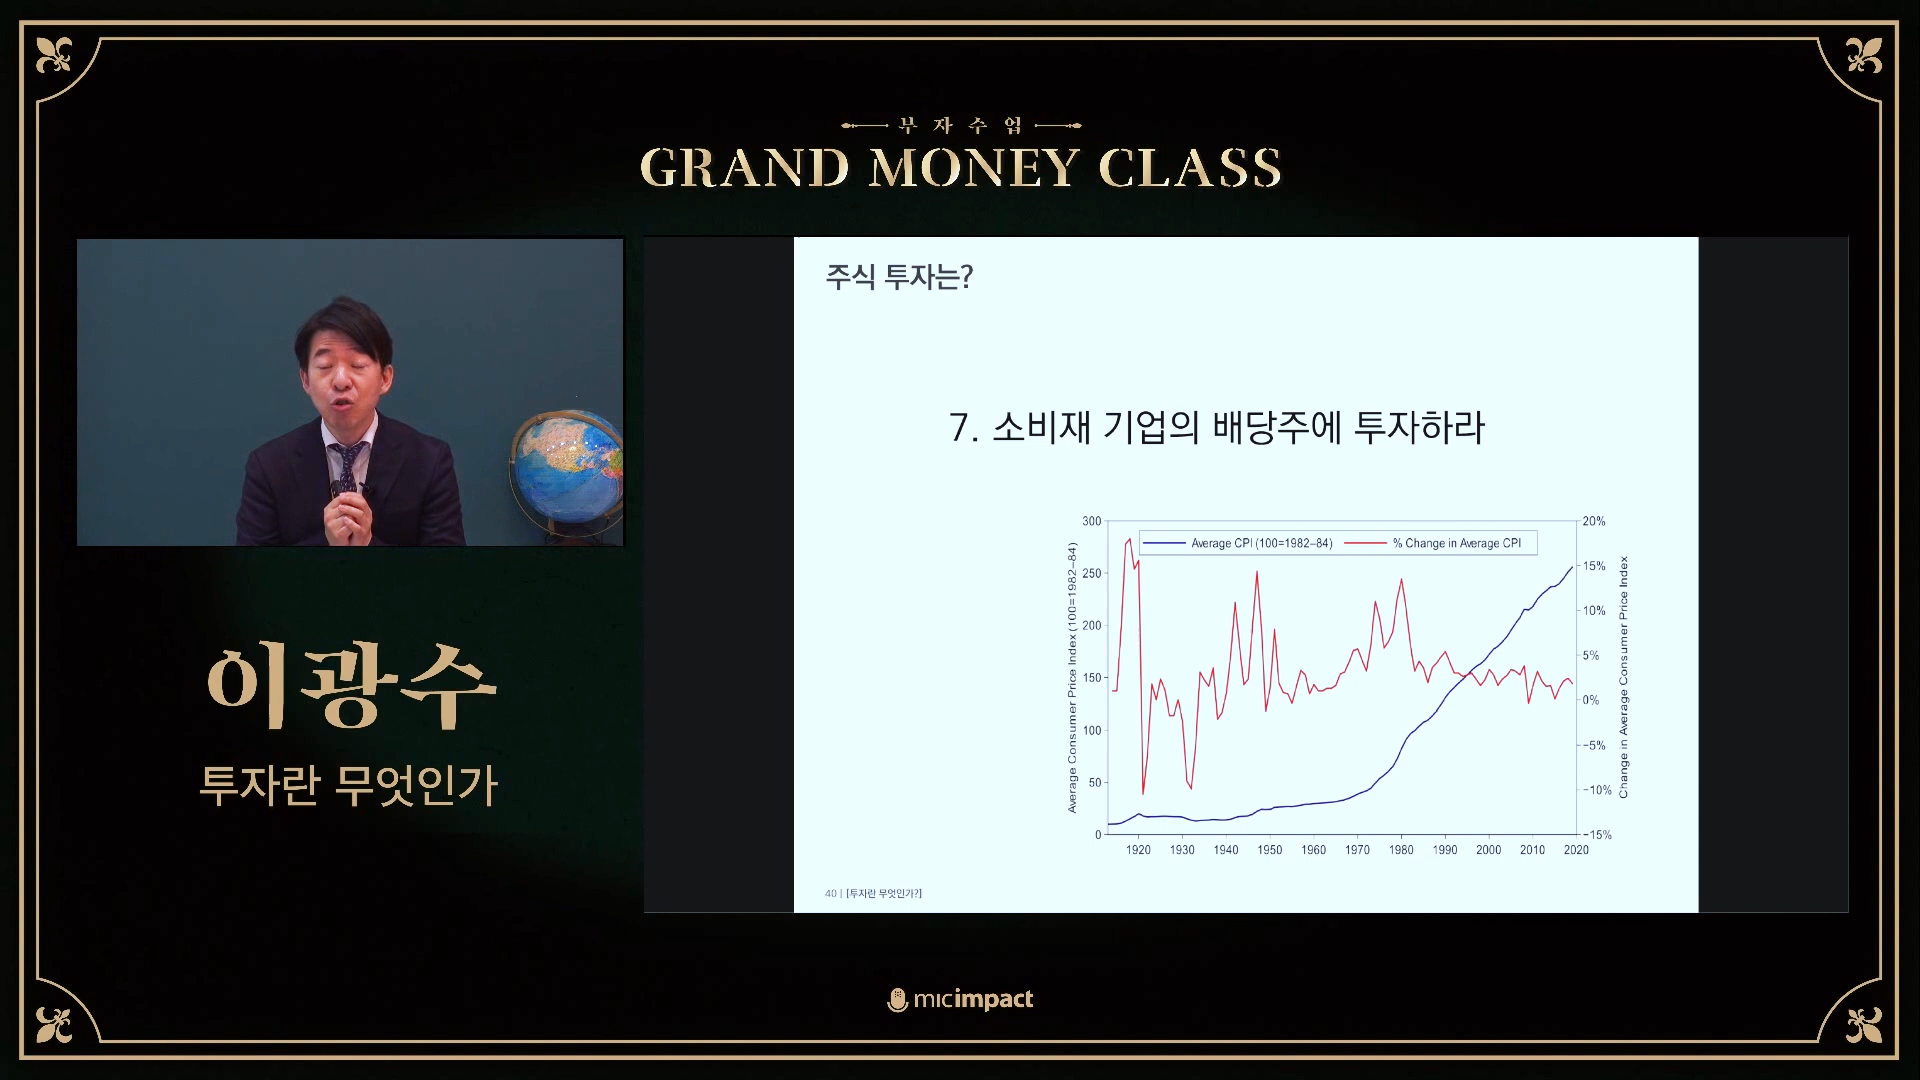 부자수업
GRAND MONEY CLASS
주식 투자는?
7. 소비재 기업의 배당주에 투자하라
Average CPI (100=1982–84)
% Change in Average CPI
Average Consumer Price Index (100=1982–84)
300
250
200
150
100
50
0
20%
15%
10%
5%
0%
−5%
−10%
−15%
Change in Average Consumer Price Index
1920 1930 1940 1950 1960 1970 1980 1990 2000 2010 2020
40 | [투자란 무엇인가?]
이광수
투자란 무엇인가
micimpact